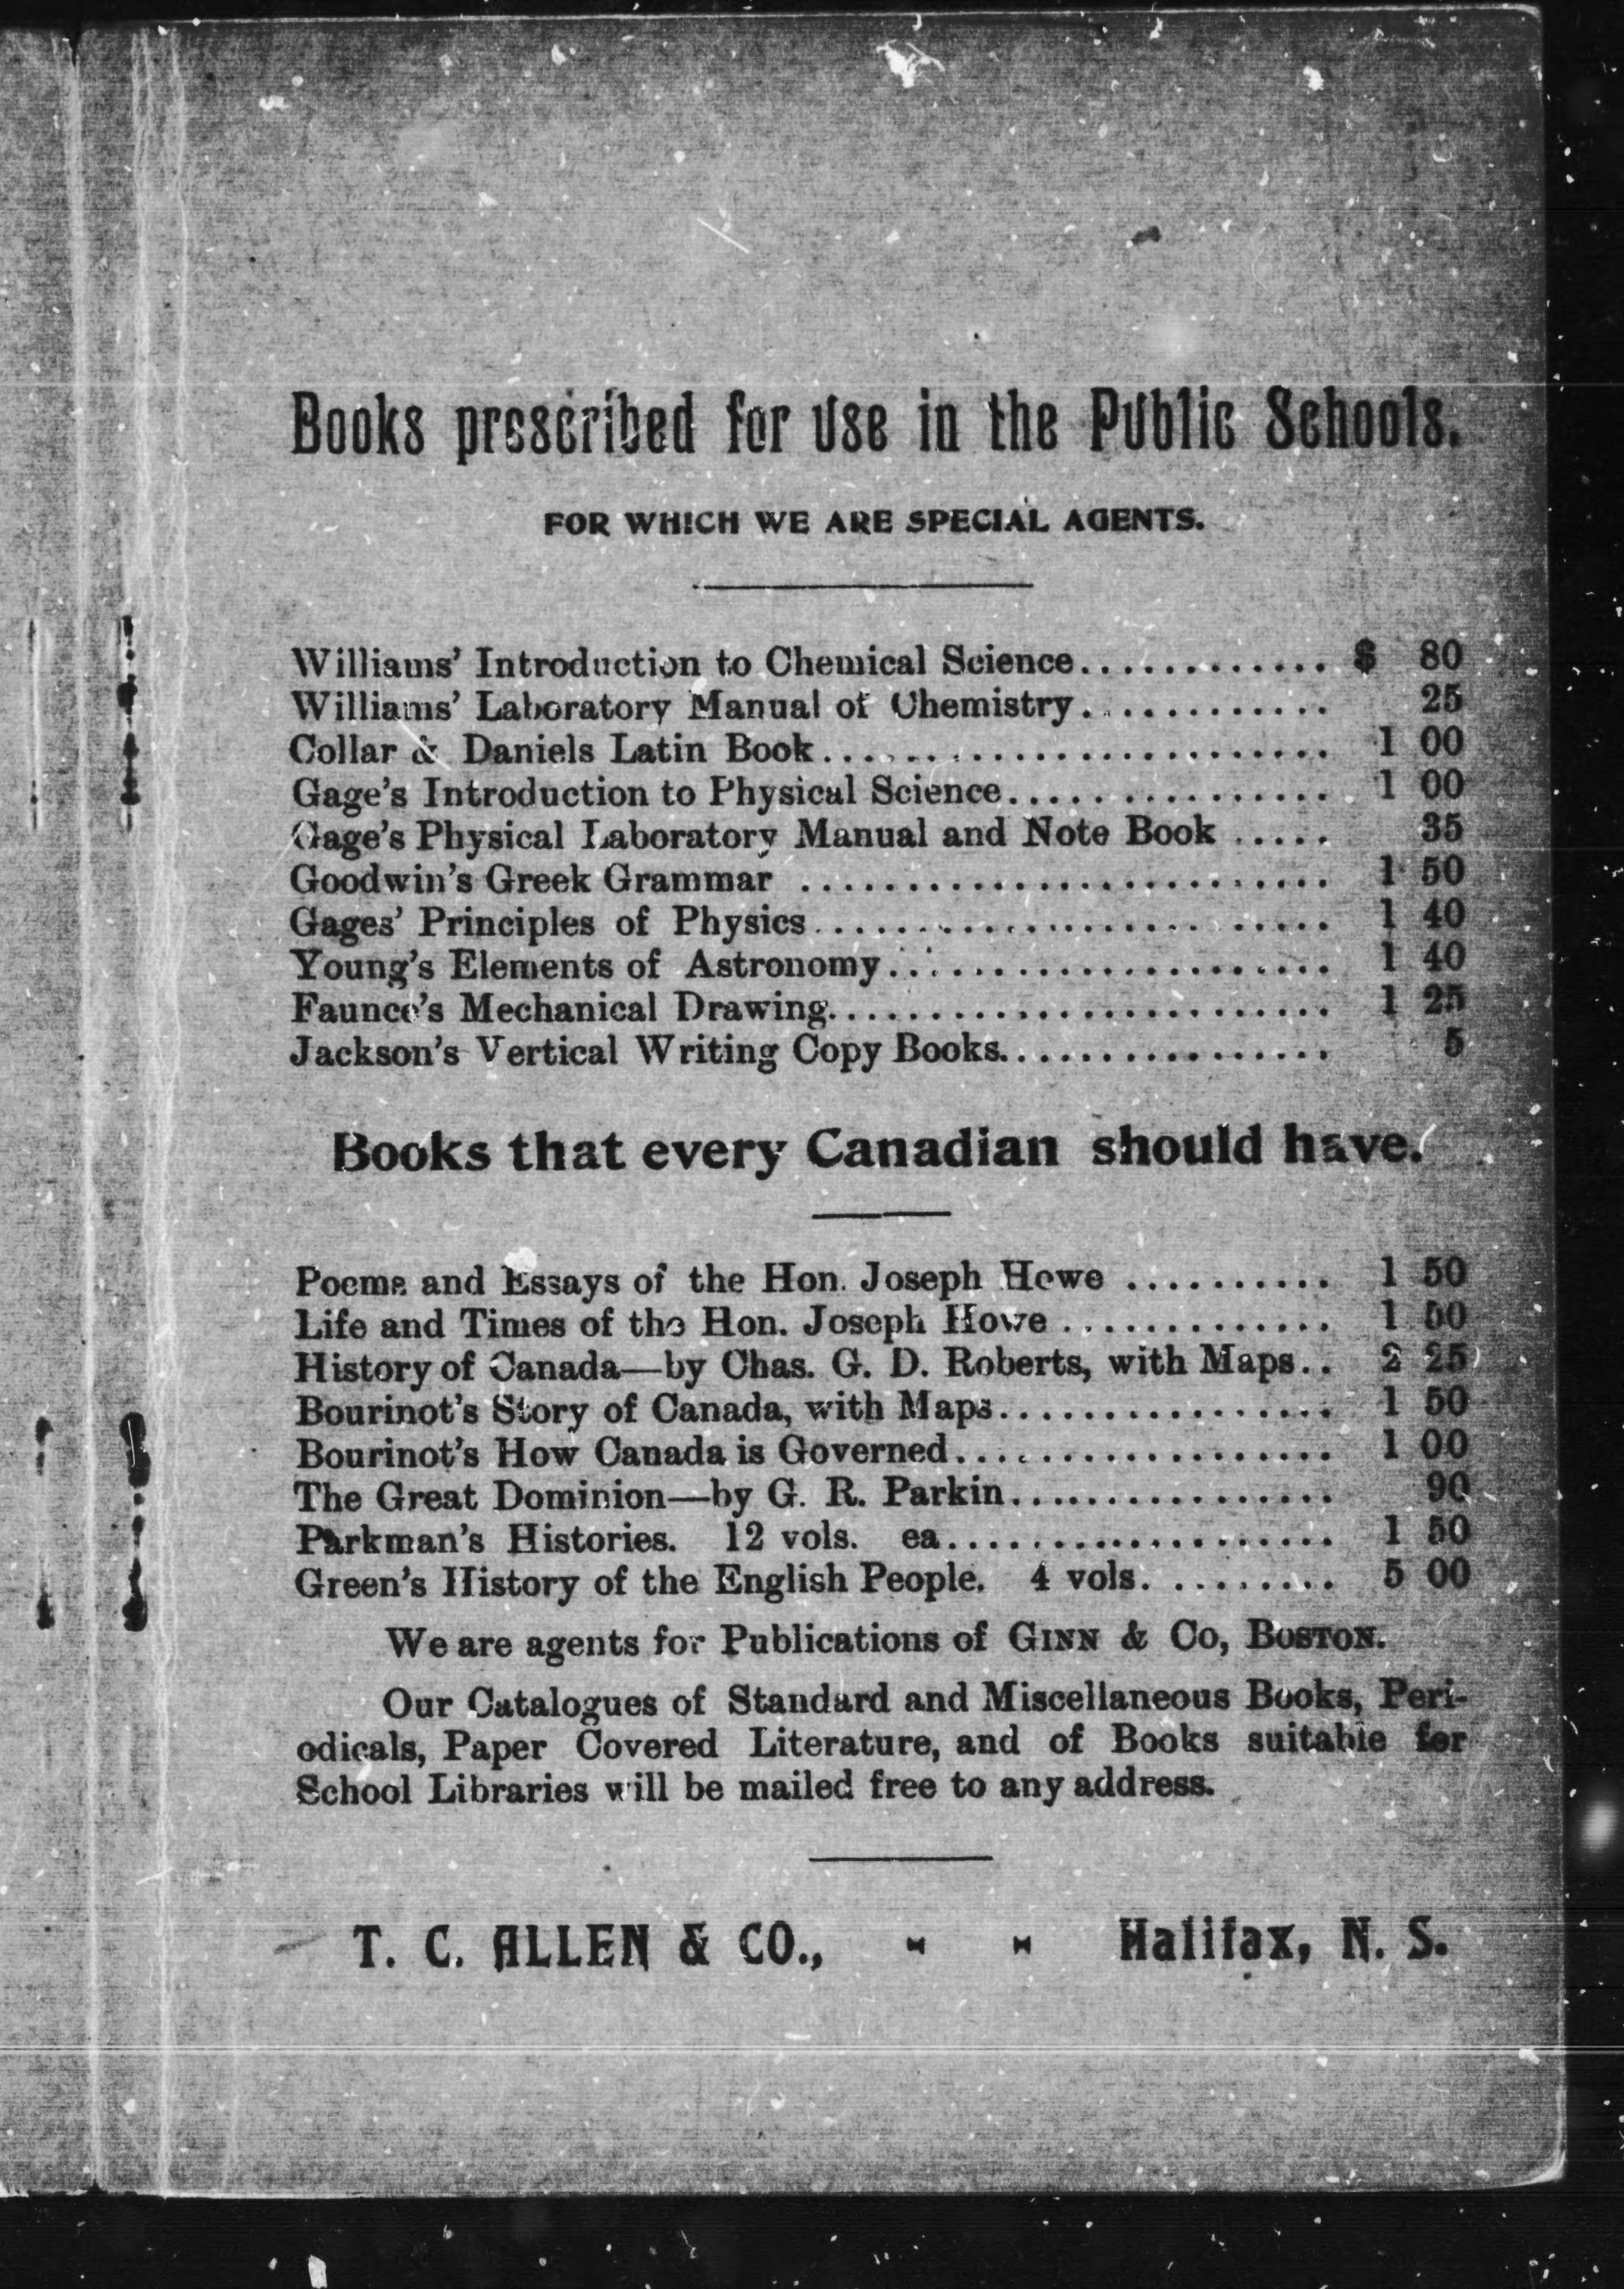 Books prescribed for use in the Public Schools.
FOR WHICH WE ARE SPECIAL AGENTS.
Williams' Introduction to Chemical Science............ $ 80
Williams' Laboratory Manual of Chemistry............ 25
Collar & Daniels Latin Book........................ 1 00
Gage's Introduction to Physical Science................ 1 00
Gage's Physical Laboratory Manual and Note Book ..... 35
Goodwin's Greek Grammar ......................... 1 50
Gages' Principles of Physics........................ 1 40
Young's Elements of Astronomy..................... 1 40
Faunce's Mechanical Drawing........................ 1 25
Jackson's Vertical Writing Copy Books................ 5
Books that every Canadian should have.
Poems and Essays of the Hon. Joseph Howe .......... 1 50
Life and Times of the Hon. Joseph Howe ............. 1 50
History of Canada—by Chas. G. D. Roberts, with Maps.. 2 25
Bourinot's Story of Canada, with Maps................ 1 50
Bourinot's How Canada is Governed.................. 1 00
The Great Dominion—by G. R. Parkin................ 90
Parkman's Histories. 12 vols. ea................... 1 50
Green's History of the English People. 4 vols. ......... 5 00
We are agents for Publications of GINN & Co, BOSTON.
Our Catalogues of Standard and Miscellaneous Books, Peri-
odicals, Paper Covered Literature, and of Books suitable for
School Libraries will be mailed free to any address.
T. C. ALLEN & CO., - - Halifax, N. S.